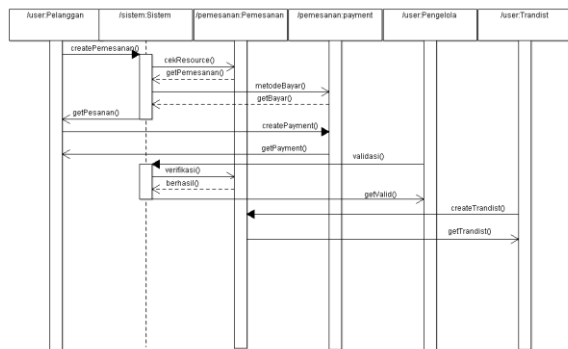 /user:Pelanggan
/sistem:Sistem
/pemesanan:Pemesanan
/pemesanan:payment
/user:Pengelola
/user:Trandist
createPemesanan()
cekResource()
getPemesanan()
metodeBayar()
getBayar()
getPesanan()
createPayment()
getPayment()
validasi()
verifikasi()
berhasil()
getValid()
createTrandist()
getTrandist()